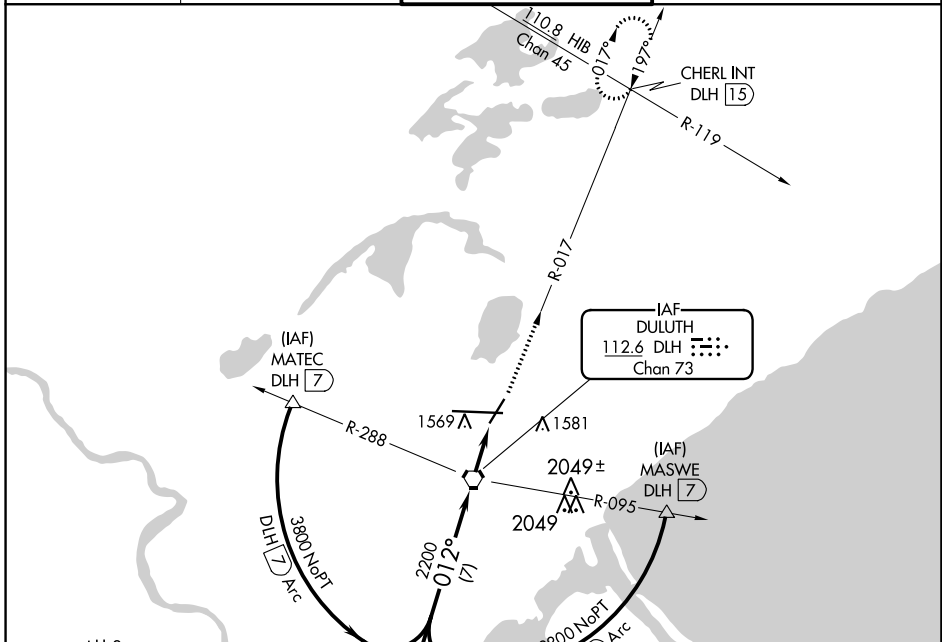 110.8 HIB
Chan 45
017°
197°
CHERL INT
DLH 15
R-119
R-017
IAF
DULUTH
112.6 DLH
Chan 73
(IAF)
MATEC
DLH 7
1569
1581
R-288
2049±
2049
(IAF)
MASWE
DLH 7
R-095
3800 NoPT
DLH 7 Arc
2200
012°
(7)
3800 NoPT
Arc